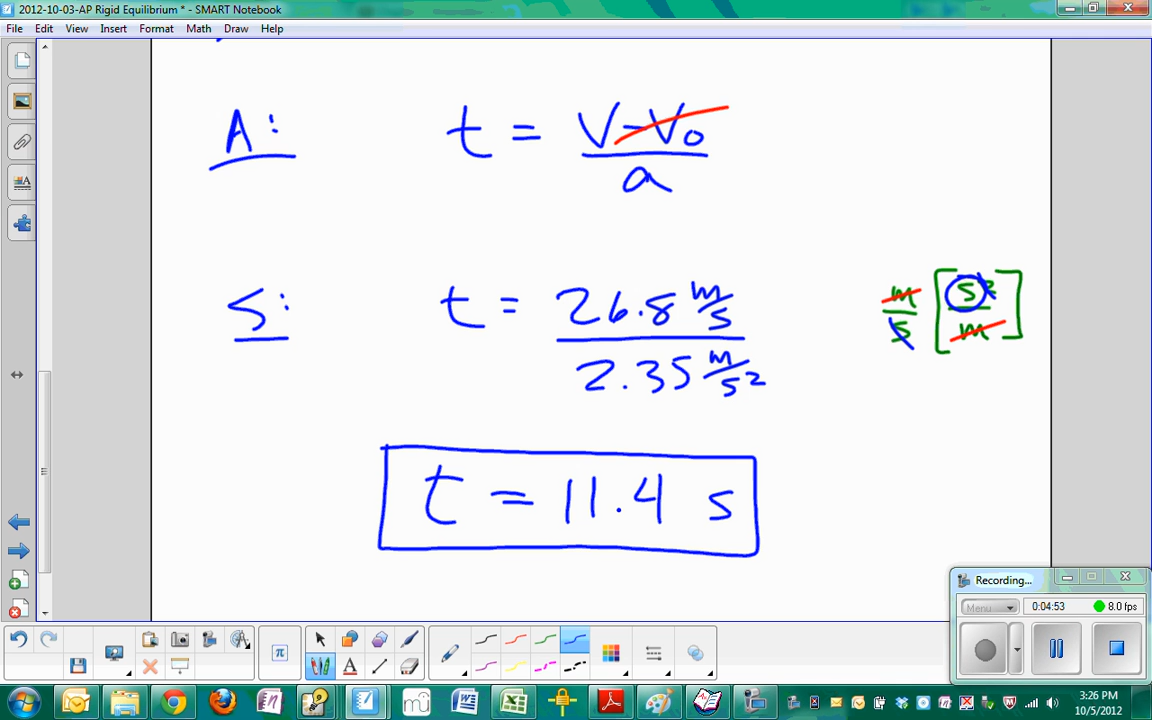 2012-10-03-AP Rigid Equilibrium * - SMART Notebook
File Edit View Insert Format Math Draw Help
A: t = V-V₀/a
S: t = 26.8 m/s / 2.35 m/s²
m/s [s²/m]
t = 11.4 s
Recording...
Menu 0:04:53 8.0 fps
π
A
3:26 PM
10/5/2012